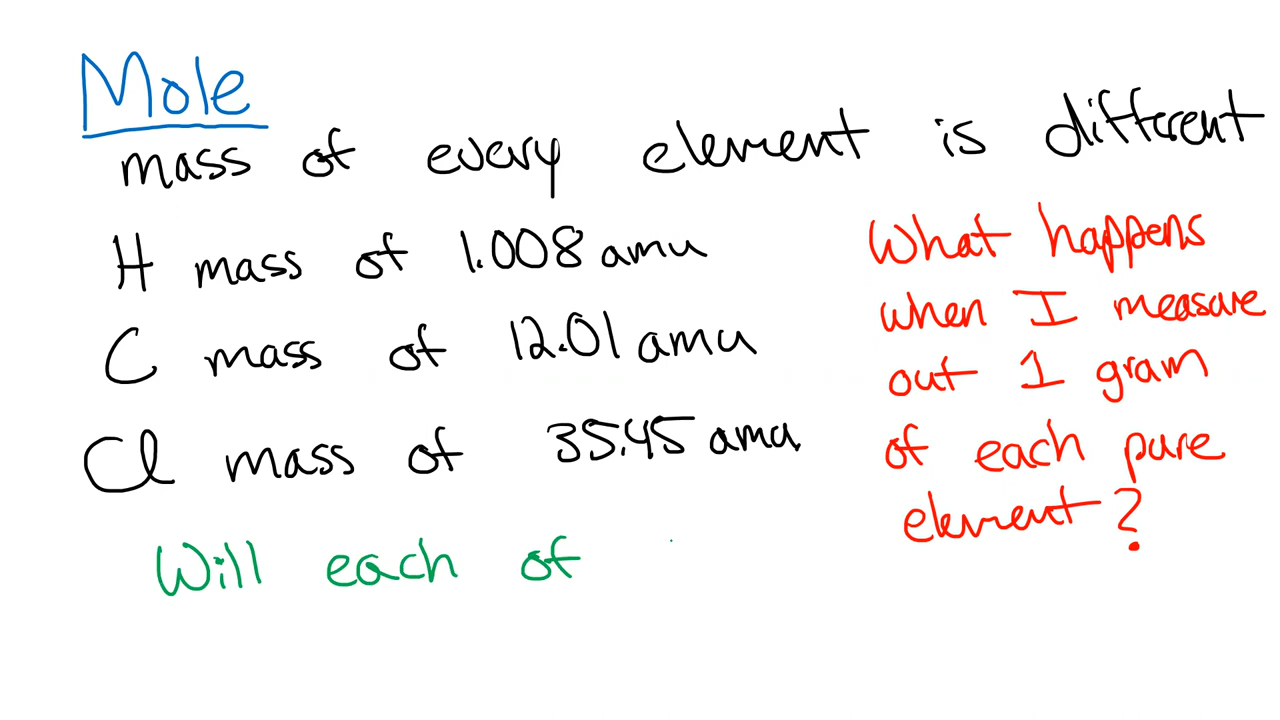 Mole
mass of every element is different
H mass of 1.008 amu
C mass of 12.01 amu
Cl mass of 35.45 amu
What happens
when I measure
out 1 gram
of each pure
element?
Will each of